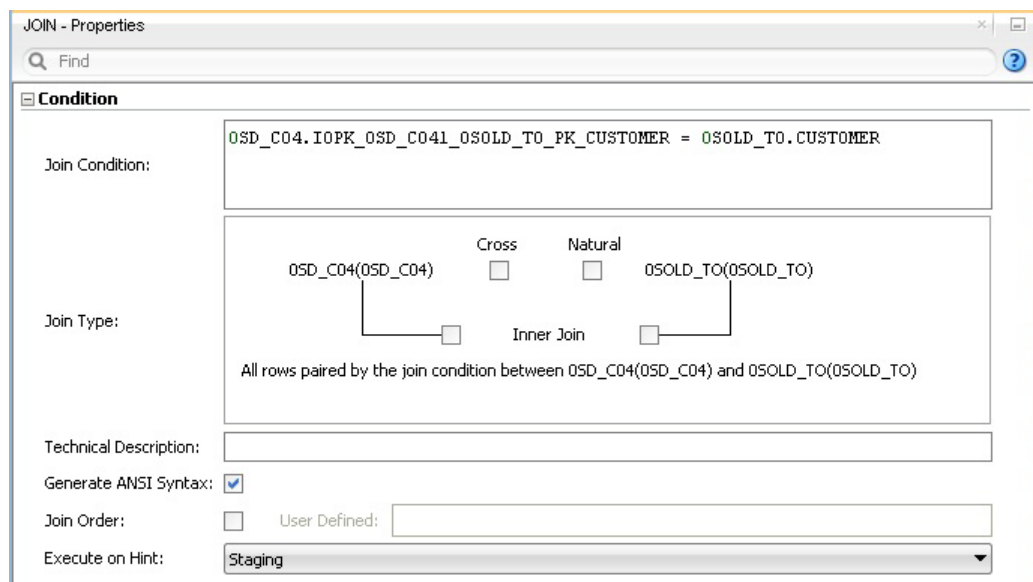 JOIN - Properties
Find
Condition
Join Condition:
0SD_C04.IOPK_0SD_C041_0SOLD_TO_PK_CUSTOMER = 0SOLD_TO.CUSTOMER
Join Type:
Cross Natural
0SD_C04(0SD_C04) 0SOLD_TO(0SOLD_TO)
Inner Join
All rows paired by the join condition between 0SD_C04(0SD_C04) and 0SOLD_TO(0SOLD_TO)
Technical Description:
Generate ANSI Syntax:
Join Order: User Defined:
Execute on Hint: Staging